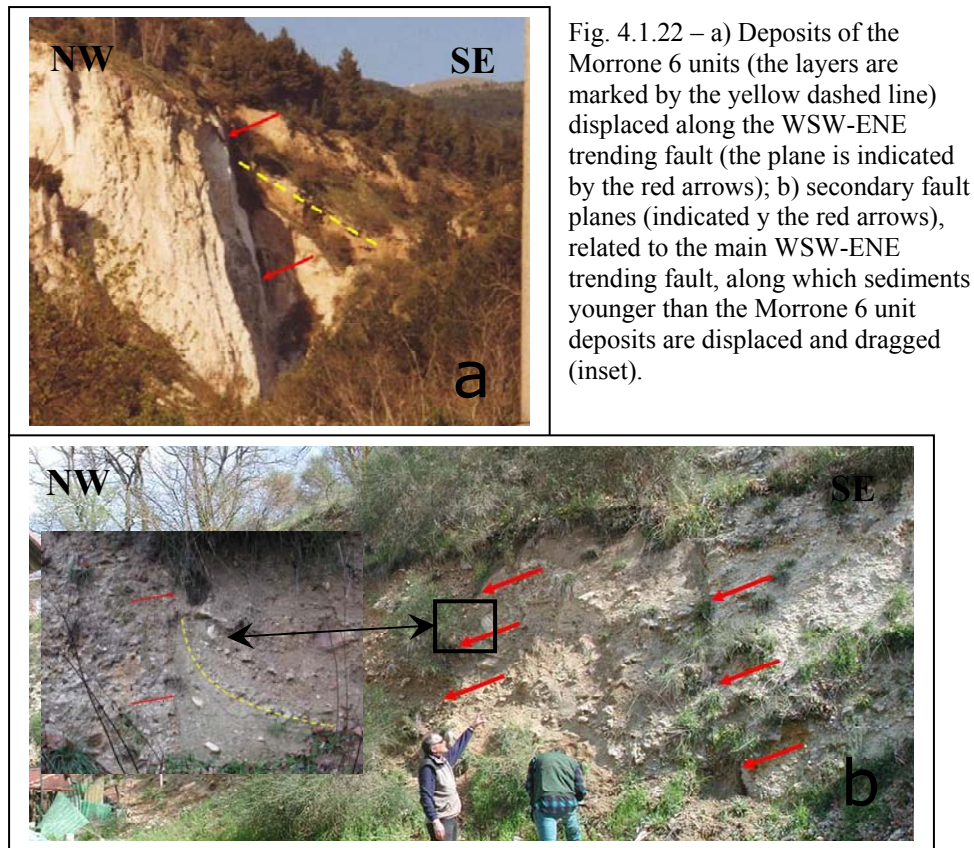 NW
SE
a
Fig. 4.1.22 – a) Deposits of the
Morrone 6 units (the layers are
marked by the yellow dashed line)
displaced along the WSW-ENE
trending fault (the plane is indicated
by the red arrows); b) secondary fault
planes (indicated y the red arrows),
related to the main WSW-ENE
trending fault, along which sediments
younger than the Morrone 6 unit
deposits are displaced and dragged
(inset).
NW
SE
b